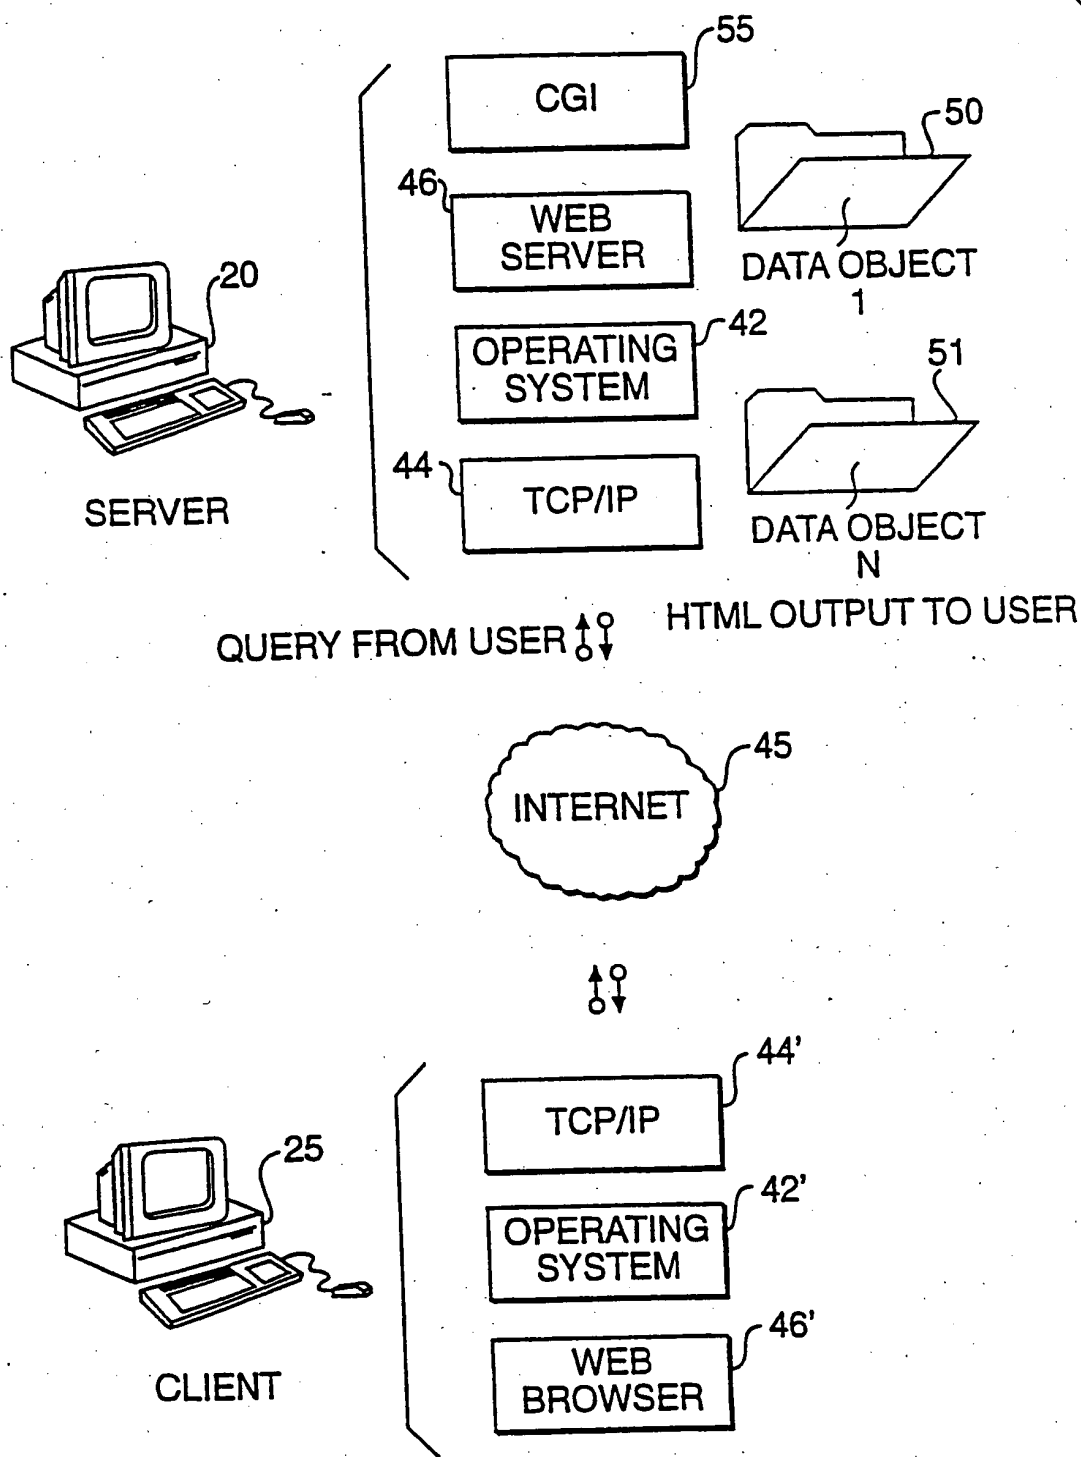 55
CGI
50
46
WEB
SERVER
DATA OBJECT
1
20
42
OPERATING
SYSTEM
51
44
TCP/IP
DATA OBJECT
N
SERVER
HTML OUTPUT TO USER
QUERY FROM USER
45
INTERNET
44'
TCP/IP
25
42'
OPERATING
SYSTEM
46'
WEB
BROWSER
CLIENT